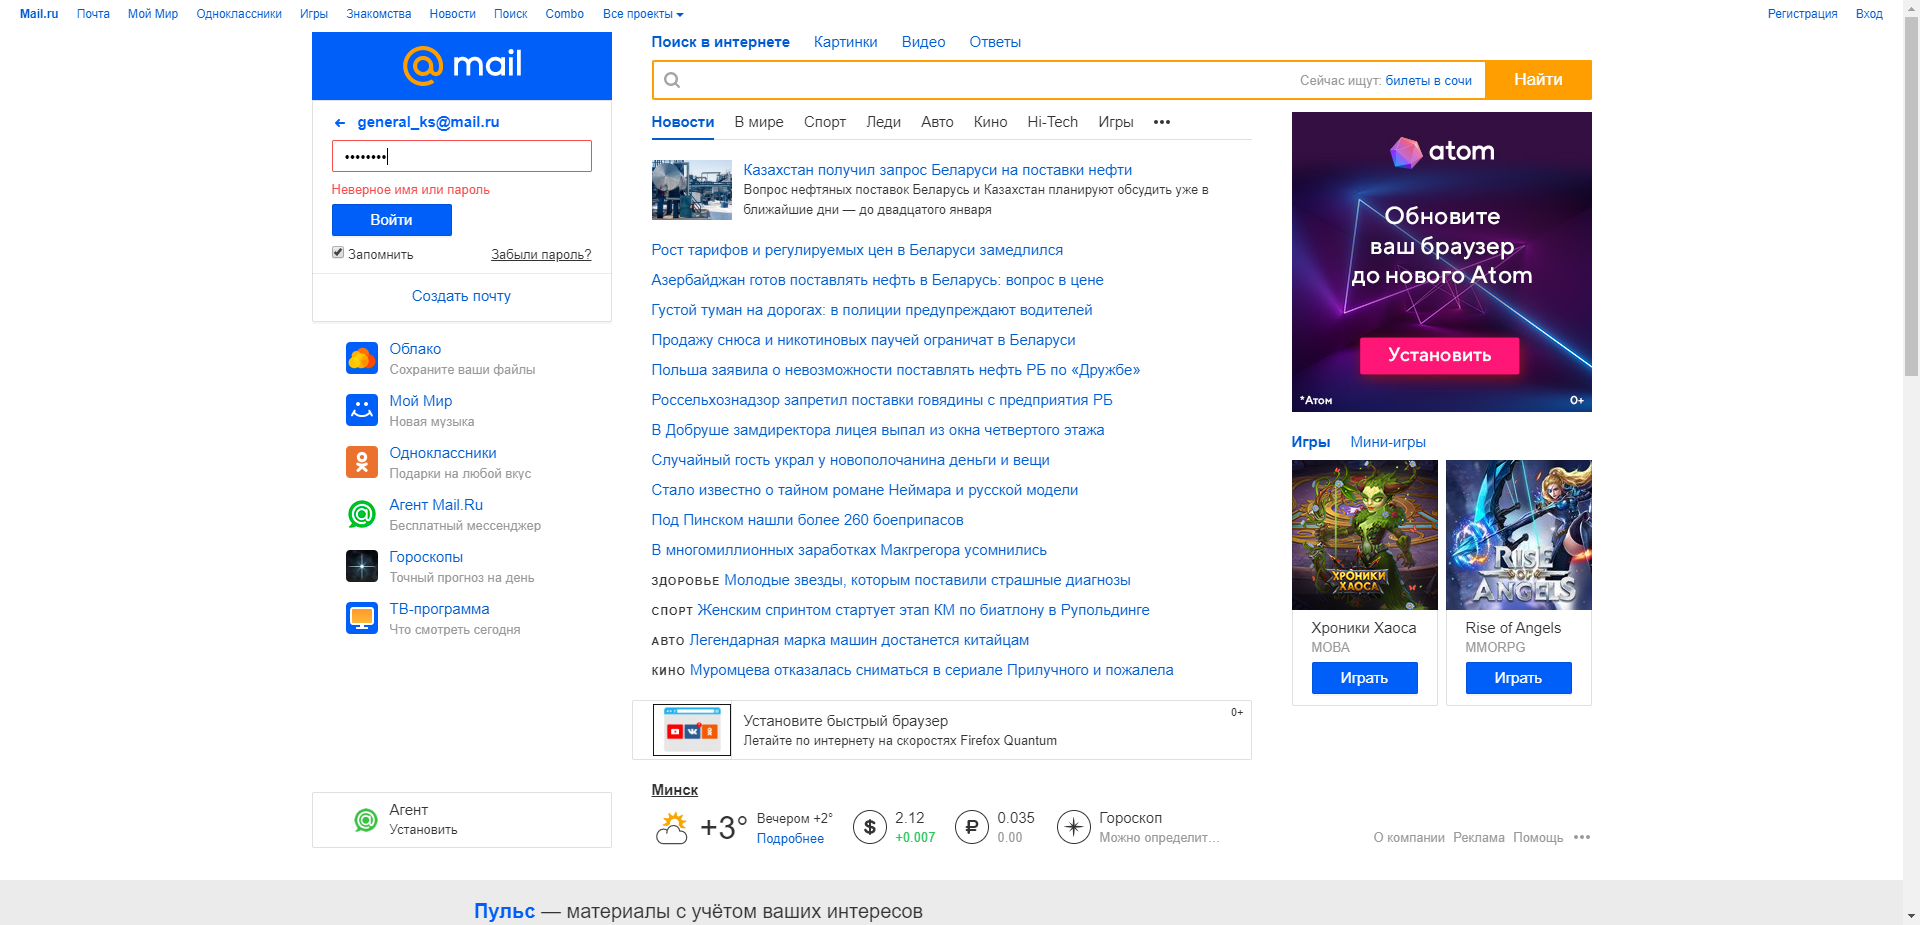 Mail.ru Почта Мой Мир Одноклассники Игры Знакомства Новости Поиск Combo Все проекты Регистрация Вход
@mail
general_ks@mail.ru
••••••••
Неверное имя или пароль
Войти
Запомнить Забыли пароль?
Создать почту
Облако
Сохраните ваши файлы
Мой Мир
Новая музыка
Одноклассники
Подарки на любой вкус
Агент Mail.Ru
Бесплатный мессенджер
Гороскопы
Точный прогноз на день
ТВ-программа
Что смотреть сегодня
Агент
Установить
Поиск в интернете Картинки Видео Ответы
Сейчас ищут: билеты в сочи Найти
Новости В мире Спорт Леди Авто Кино Hi-Tech Игры •••
Казахстан получил запрос Беларуси на поставки нефти
Вопрос нефтяных поставок Беларусь и Казахстан планируют обсудить уже в
ближайшие дни — до двадцатого января
Рост тарифов и регулируемых цен в Беларуси замедлился
Азербайджан готов поставлять нефть в Беларусь: вопрос в цене
Густой туман на дорогах: в полиции предупреждают водителей
Продажу снюса и никотиновых паучей ограничат в Беларуси
Польша заявила о невозможности поставлять нефть РБ по «Дружбе»
Россельхознадзор запретил поставки говядины с предприятия РБ
В Добруше замдиректора лицея выпал из окна четвертого этажа
Случайный гость украл у новополочанина деньги и вещи
Стало известно о тайном романе Неймара и русской модели
Под Пинском нашли более 260 боеприпасов
В многомиллионных заработках Макгрегора усомнились
ЗДОРОВЬЕ Молодые звезды, которым поставили страшные диагнозы
СПОРТ Женским спринтом стартует этап КМ по биатлону в Рупольдинге
АВТО Легендарная марка машин достанется китайцам
КИНО Муромцева отказалась сниматься в сериале Прилучного и пожалела
Установите быстрый браузер 0+
Летайте по интернету на скоростях Firefox Quantum
Минск
+3° Вечером +2°
Подробнее
$ 2.12
+0.007
₽ 0.035
0.00
Гороскоп
Можно определит...
atom
Обновите
ваш браузер
до нового Atom
Установить
*Атом 0+
Игры Мини-игры
ХРОНИКИ
ХАОСА
Хроники Хаоса
MOBA
Играть
RISE
OF
ANGELS
Rise of Angels
MMORPG
Играть
О компании Реклама Помощь •••
Пульс — материалы с учётом ваших интересов